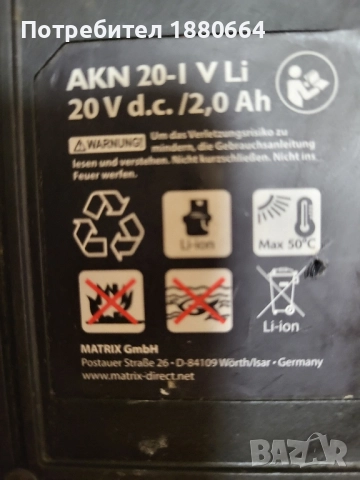 Потребител 1880664
AKN 20-I V Li
20 V d.c. /2,0 Ah
WARNUNG! Um das Verletzungsrisiko zu
mindern, die Gebrauchsanleitung
lesen und verstehen. Nicht kurzschließen. Nicht ins
Feuer werfen.
Li-ion
Max 50°C
Li-ion
MATRIX GmbH
Postauer Straße 26 • D-84109 Wörth/Isar • Germany
www.matrix-direct.net
BAZAR